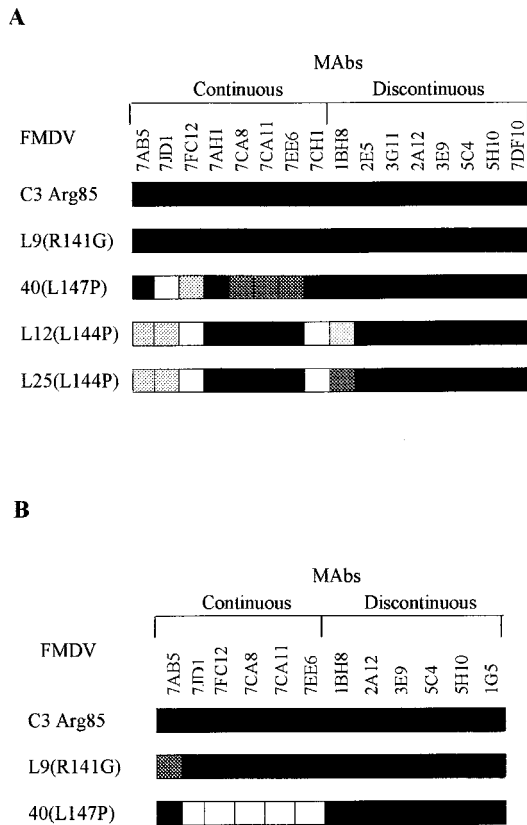 A
MAbs
Continuous Discontinuous
FMDV 7AB5 7JD1 7FC12 7AH1 7CA8 7CA11 7EE6 7CH1 1BH8 2E5 3G11 2A12 3E9 5C4 5H10 7DF10
C3 Arg85
L9(R141G)
40(L147P)
L12(L144P)
L25(L144P)
B
MAbs
Continuous Discontinuous
FMDV 7AB5 7JD1 7FC12 7CA8 7CA11 7EE6 1BH8 2A12 3E9 5C4 5H10 1G5
C3 Arg85
L9(R141G)
40(L147P)